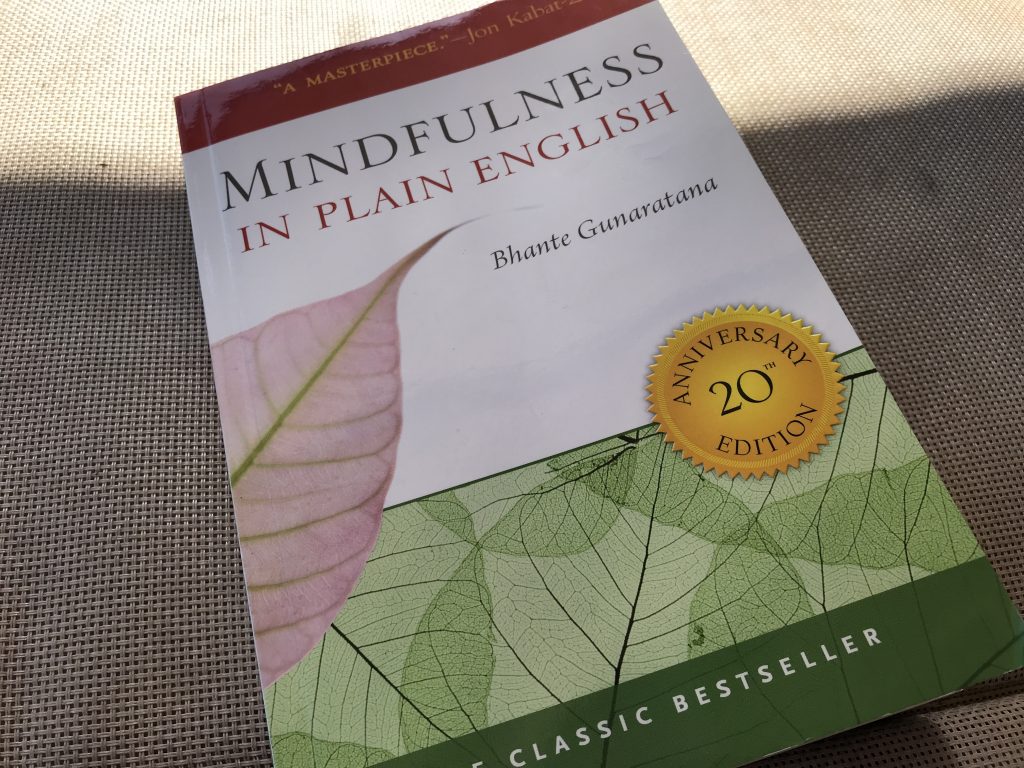 "A MASTERPIECE."—Jon Kabat-Z
MINDFULNESS
IN PLAIN ENGLISH
Bhante Gunaratana
ANNIVERSARY
20TH
EDITION
CLASSIC BESTSELLER